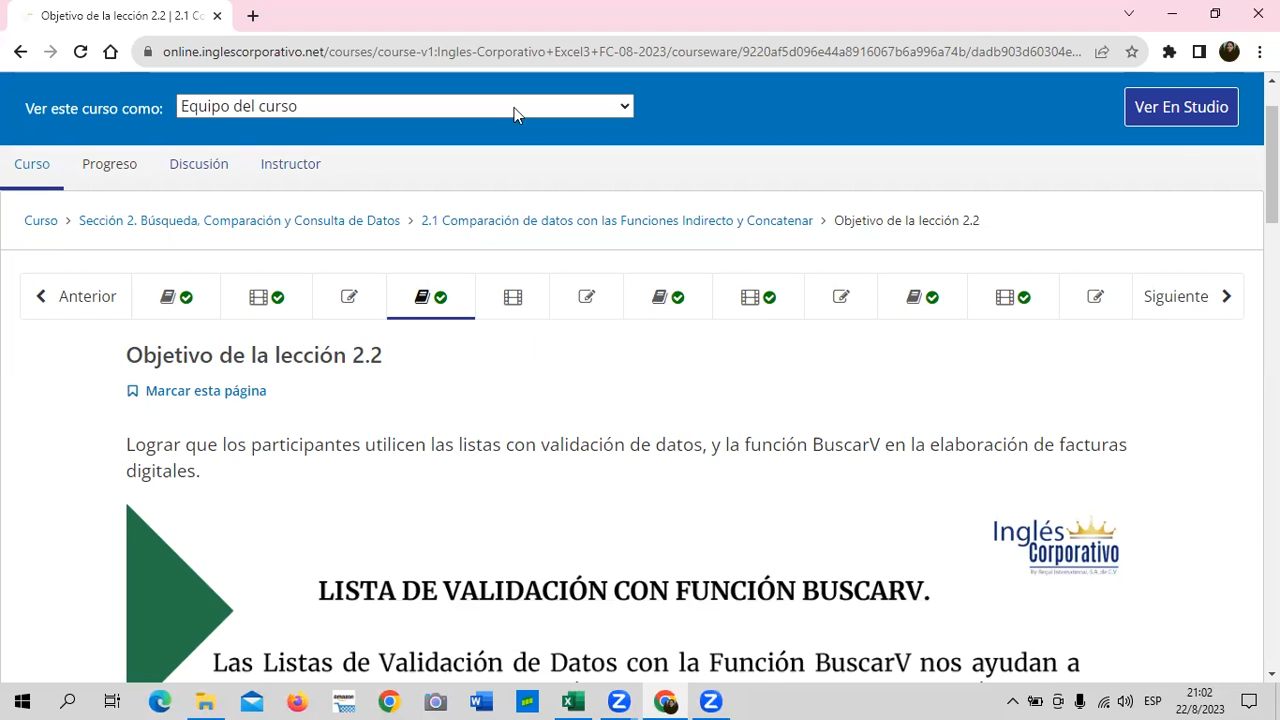 Objetivo de la lección 2.2 | 2.1 Co
online.inglescorporativo.net/courses/course-v1:Ingles-Corporativo+Excel3+FC-08-2023/courseware/9220af5d096e44a8916067b6a996a74b/dadb903d60304e...
Ver este curso como:
Equipo del curso
Ver En Studio
Curso
Progreso
Discusión
Instructor
Curso > Sección 2. Búsqueda, Comparación y Consulta de Datos > 2.1 Comparación de datos con las Funciones Indirecto y Concatenar > Objetivo de la lección 2.2
Anterior
Siguiente
Objetivo de la lección 2.2
Marcar esta página
Lograr que los participantes utilicen las listas con validación de datos, y la función BuscarV en la elaboración de facturas
digitales.
Inglés
Corporativo
LISTA DE VALIDACIÓN CON FUNCIÓN BUSCARV.
Las Listas de Validación de Datos con la Función BuscarV nos ayudan a
ESP
21:02
22/8/2023